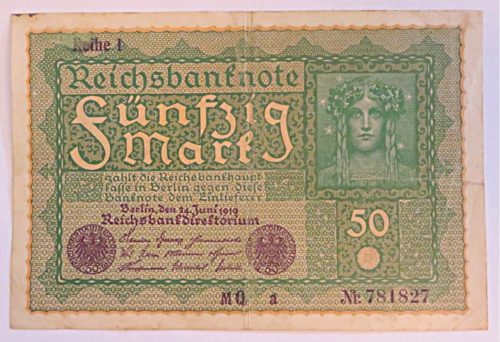 Reihe 1
Reichsbanknote
Fünfzig
Mark
zahlt die Reichsbankhaupt
kasse in Berlin gegen diese
Banknote dem Einlieferer
Berlin, den 24. Juni 1919
Reichsbankdirektorium
50
MQ a Nr. 781827